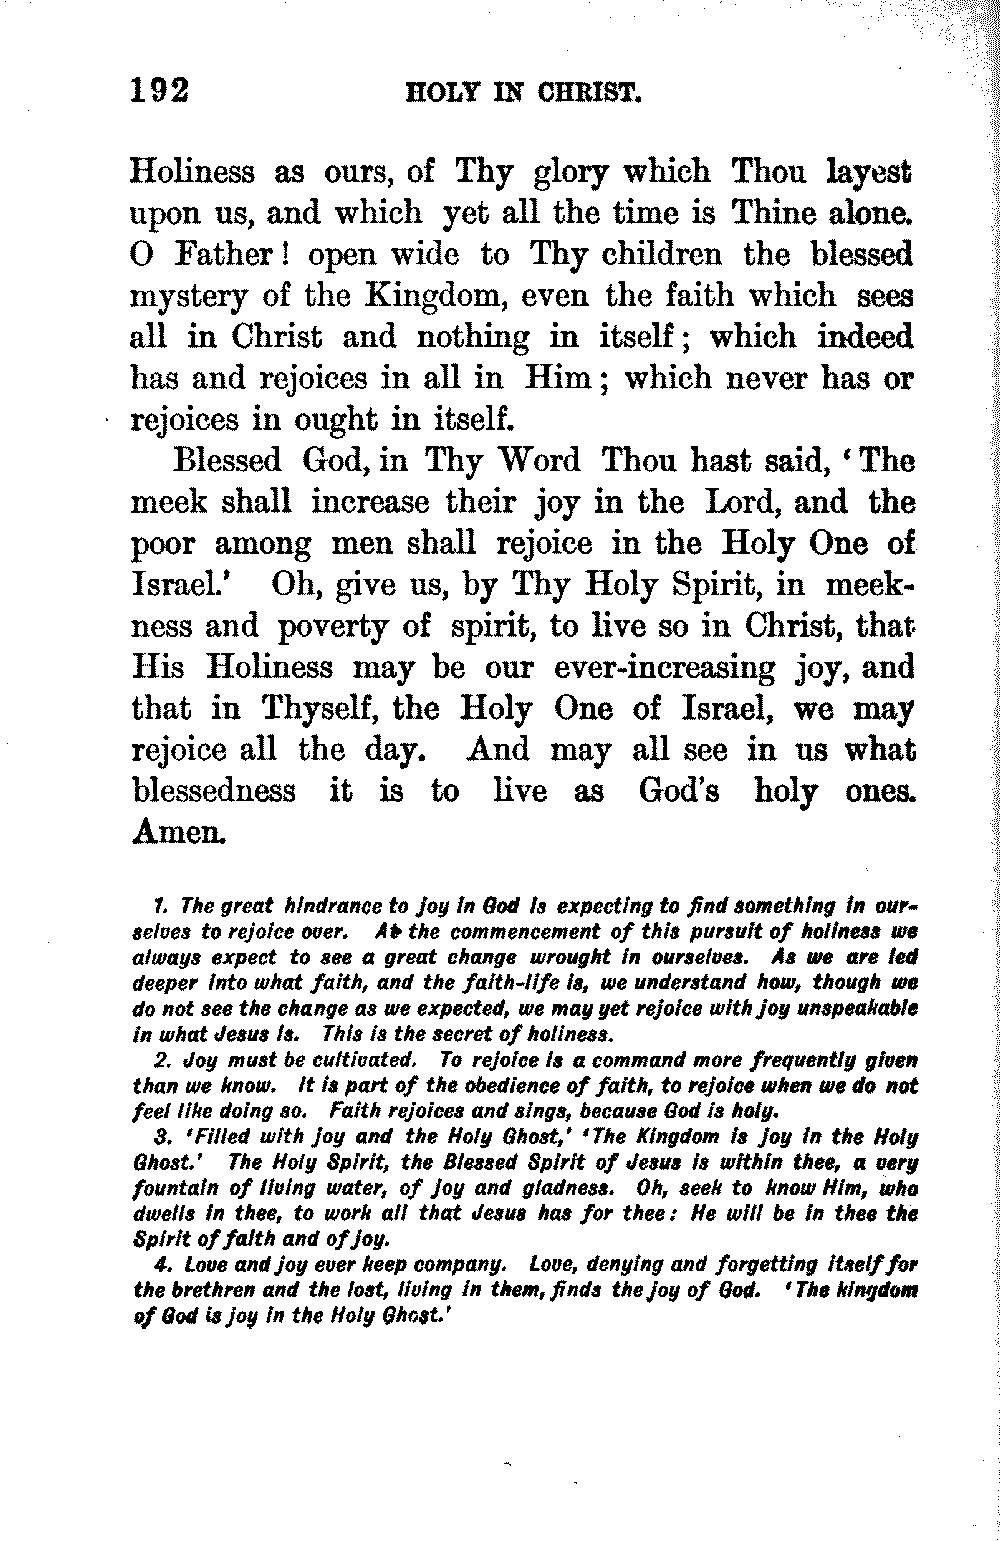 192 HOLY IN CHRIST.
Holiness as ours, of Thy glory which Thou layest
upon us, and which yet all the time is Thine alone.
O Father! open wide to Thy children the blessed
mystery of the Kingdom, even the faith which sees
all in Christ and nothing in itself; which indeed
has and rejoices in all in Him; which never has or
rejoices in ought in itself.
Blessed God, in Thy Word Thou hast said, ‘The
meek shall increase their joy in the Lord, and the
poor among men shall rejoice in the Holy One of
Israel.’ Oh, give us, by Thy Holy Spirit, in meek-
ness and poverty of spirit, to live so in Christ, that
His Holiness may be our ever-increasing joy, and
that in Thyself, the Holy One of Israel, we may
rejoice all the day. And may all see in us what
blessedness it is to live as God’s holy ones.
Amen.
1. The great hindrance to joy in God is expecting to find something in our-
selves to rejoice over. At the commencement of this pursuit of holiness we
always expect to see a great change wrought in ourselves. As we are led
deeper into what faith, and the faith-life is, we understand how, though we
do not see the change as we expected, we may yet rejoice with joy unspeakable
in what Jesus is. This is the secret of holiness.
2. Joy must be cultivated. To rejoice is a command more frequently given
than we know. It is part of the obedience of faith, to rejoice when we do not
feel like doing so. Faith rejoices and sings, because God is holy.
3. ‘Filled with joy and the Holy Ghost,’ ‘The Kingdom is joy in the Holy
Ghost.’ The Holy Spirit, the Blessed Spirit of Jesus is within thee, a very
fountain of living water, of joy and gladness. Oh, seek to know Him, who
dwells in thee, to work all that Jesus has for thee: He will be in thee the
Spirit of faith and of joy.
4. Love and joy ever keep company. Love, denying and forgetting itself for
the brethren and the lost, living in them, finds the joy of God. ‘The kingdom
of God is joy in the Holy Ghost.’